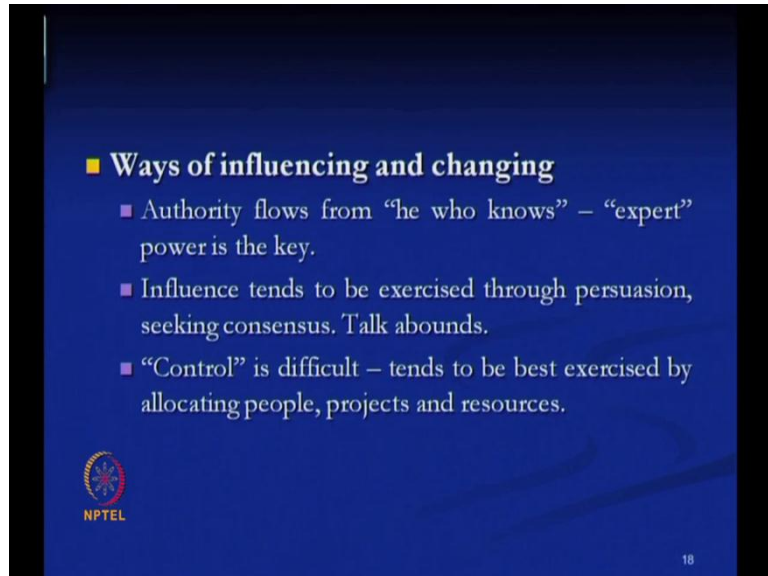 Ways of influencing and changing
Authority flows from “he who knows” – “expert”
power is the key.
Influence tends to be exercised through persuasion,
seeking consensus. Talk abounds.
“Control” is difficult – tends to be best exercised by
allocating people, projects and resources.
NPTEL
18